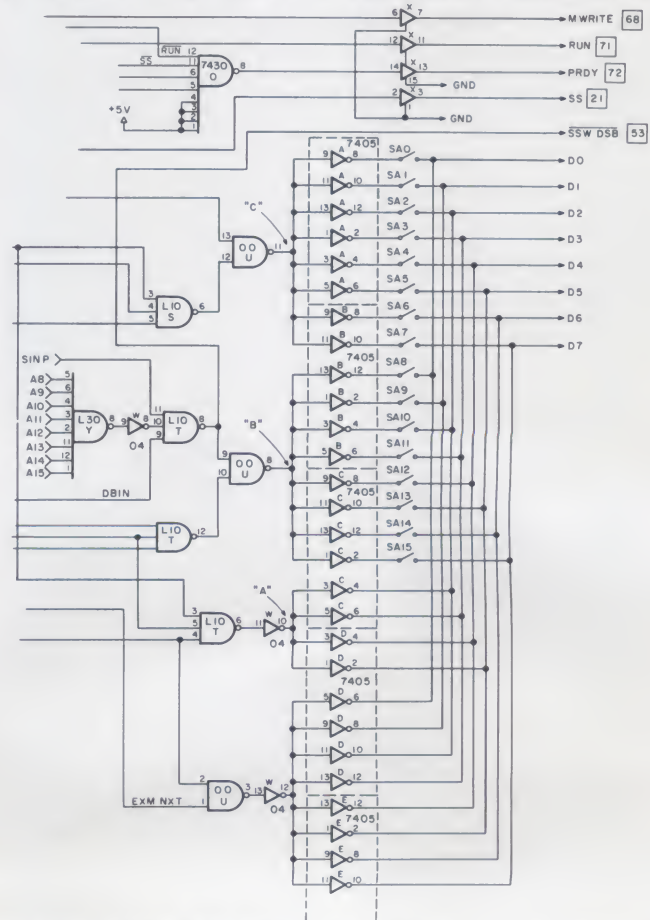 6 X 7 MWRITE 68
12 X 11 RUN 71
14 X 13 PRDY 72
15 GND
2 X 3 SS 21
1 GND
RUN 12
SS 11
6
5
4
3
2
1
7430
O
8
+5V
SSW DSB 53
7405
9 A 8 SA0 D0
11 A 10 SA1 D1
13 A 12 SA2 D2
1 A 2 SA3 D3
3 A 4 SA4 D4
5 A 6 SA5 D5
9 B 8 SA6 D6
11 B 10 SA7 D7
7405
13 B 12 SA8
1 B 2 SA9
3 B 4 SA10
5 B 6 SA11
9 C 8 SA12
7405
11 C 10 SA13
13 C 12 SA14
1 C 2 SA15
3 C 4
5 C 6
3 D 4
1 D 2
7405
5 D 6
9 D 8
11 D 10
13 D 12
13 E 12
7405
1 E 2
9 E 8
11 E 10
"C"
13
12
00
U
11
3
4
5
L10
S
6
SINP
A8 5
A9 6
A10 4
A11 3
A12 2
A13 11
A14 12
A15 1
L30
Y
8
9 W 8
04
11
10
9
L10
T
8
DBIN
"B"
9
10
00
U
8
L10
T
12
"A"
3
5
4
L10
T
6
11 W 10
04
2
1
00
U
3
13 W 12
04
EXM NXT